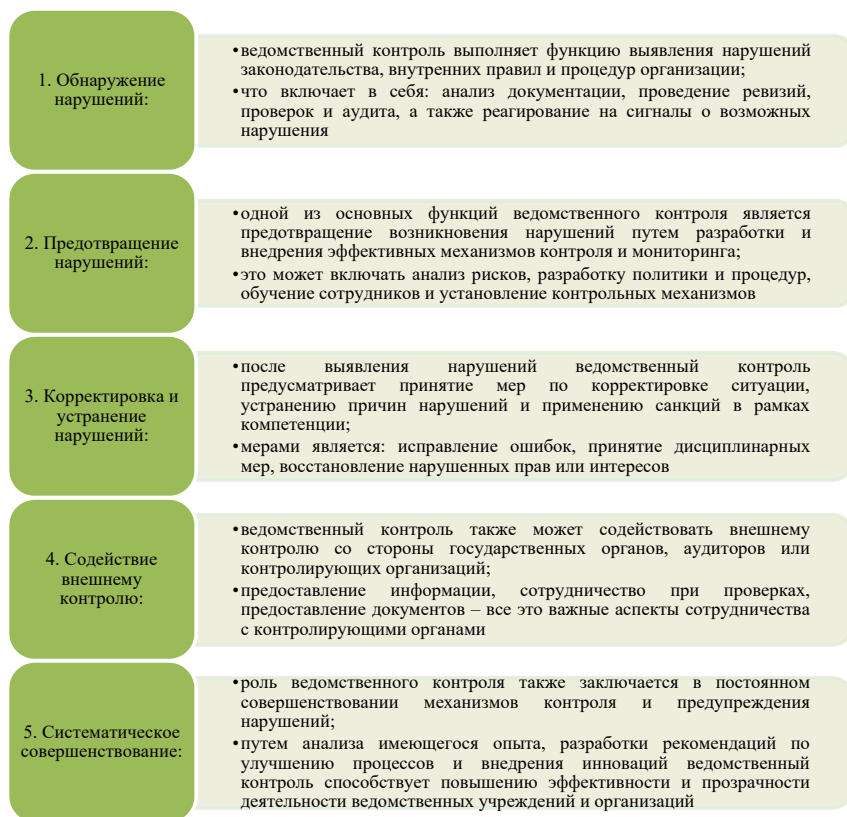 1. Обнаружение
нарушений:
•ведомственный контроль выполняет функцию выявления нарушений
законодательства, внутренних правил и процедур организации;
•что включает в себя: анализ документации, проведение ревизий,
проверок и аудита, а также реагирование на сигналы о возможных
нарушения
2. Предотвращение
нарушений:
•одной из основных функций ведомственного контроля является
предотвращение возникновения нарушений путем разработки и
внедрения эффективных механизмов контроля и мониторинга;
•это может включать анализ рисков, разработку политики и процедур,
обучение сотрудников и установление контрольных механизмов
3. Корректировка и
устранение
нарушений:
•после выявления нарушений ведомственный контроль
предусматривает принятие мер по корректировке ситуации,
устранению причин нарушений и применению санкций в рамках
компетенции;
•мерами является: исправление ошибок, принятие дисциплинарных
мер, восстановление нарушенных прав или интересов
4. Содействие
внешнему
контролю:
•ведомственный контроль также может содействовать внешнему
контролю со стороны государственных органов, аудиторов или
контролирующих организаций;
•предоставление информации, сотрудничество при проверках,
предоставление документов – все это важные аспекты сотрудничества
с контролирующими органами
5. Систематическое
совершенствование:
•роль ведомственного контроля также заключается в постоянном
совершенствовании механизмов контроля и предупреждения
нарушений;
•путем анализа имеющегося опыта, разработки рекомендаций по
улучшению процессов и внедрения инноваций ведомственный
контроль способствует повышению эффективности и прозрачности
деятельности ведомственных учреждений и организаций